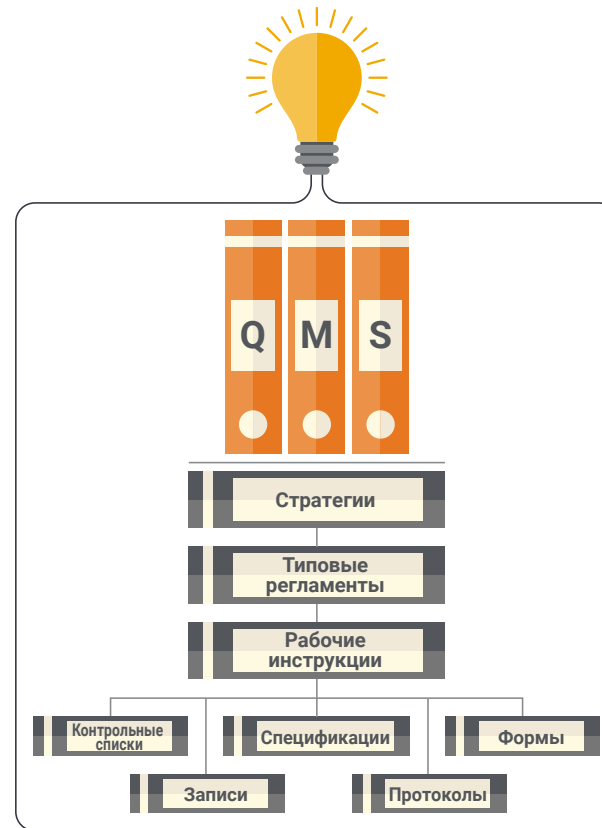 Q M S
Стратегии
Типовые
регламенты
Рабочие
инструкции
Контрольные
списки
Спецификации
Формы
Записи
Протоколы